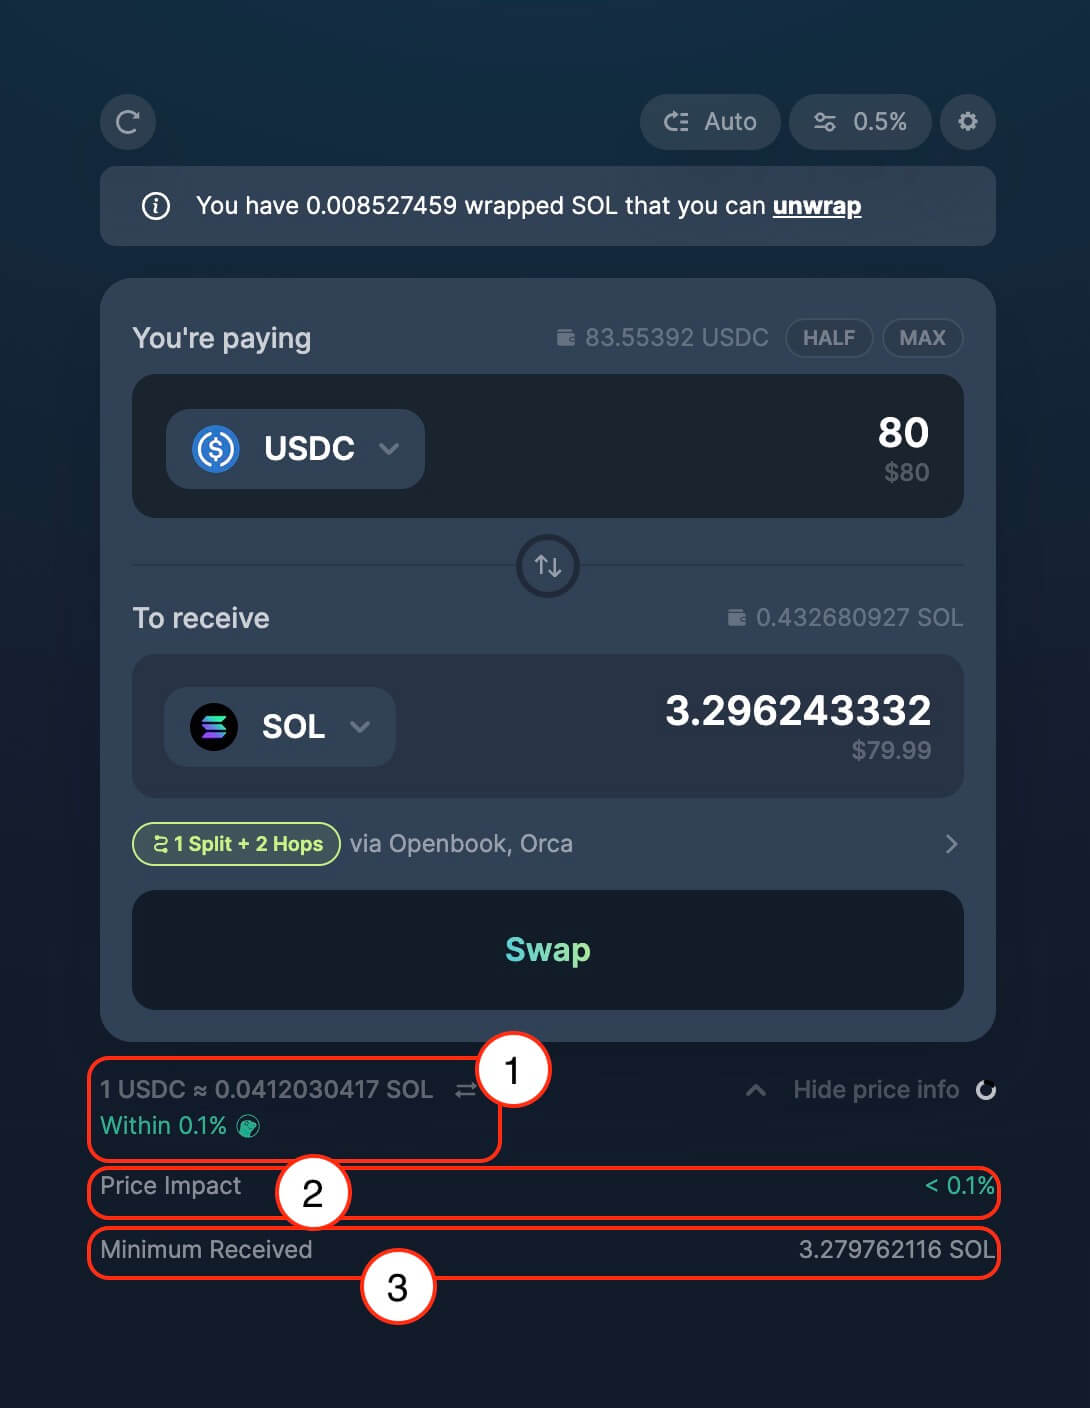 Auto 0.5%
You have 0.008527459 wrapped SOL that you can unwrap
You're paying 83.55392 USDC HALF MAX
USDC 80
$80
To receive 0.432680927 SOL
SOL 3.296243332
$79.99
1 Split + 2 Hops via Openbook, Orca
Swap
1
1 USDC ≈ 0.0412030417 SOL Hide price info
Within 0.1%
Price Impact 2 < 0.1%
Minimum Received 3.279762116 SOL
3